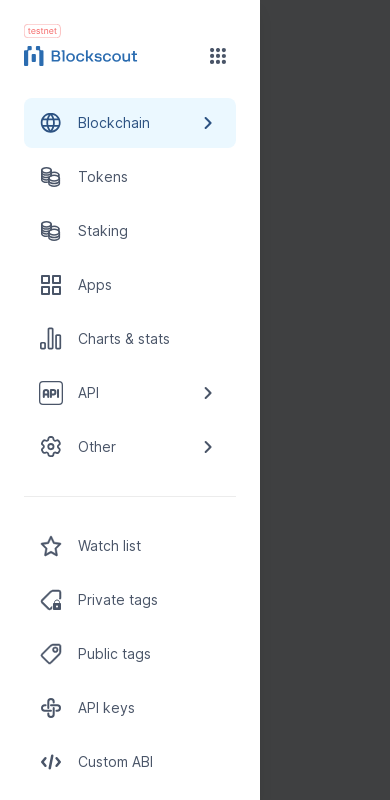 testnet
Blockscout
Blockchain
Tokens
Staking
Apps
Charts & stats
API
API
Other
Watch list
Private tags
Public tags
API keys
Custom ABI